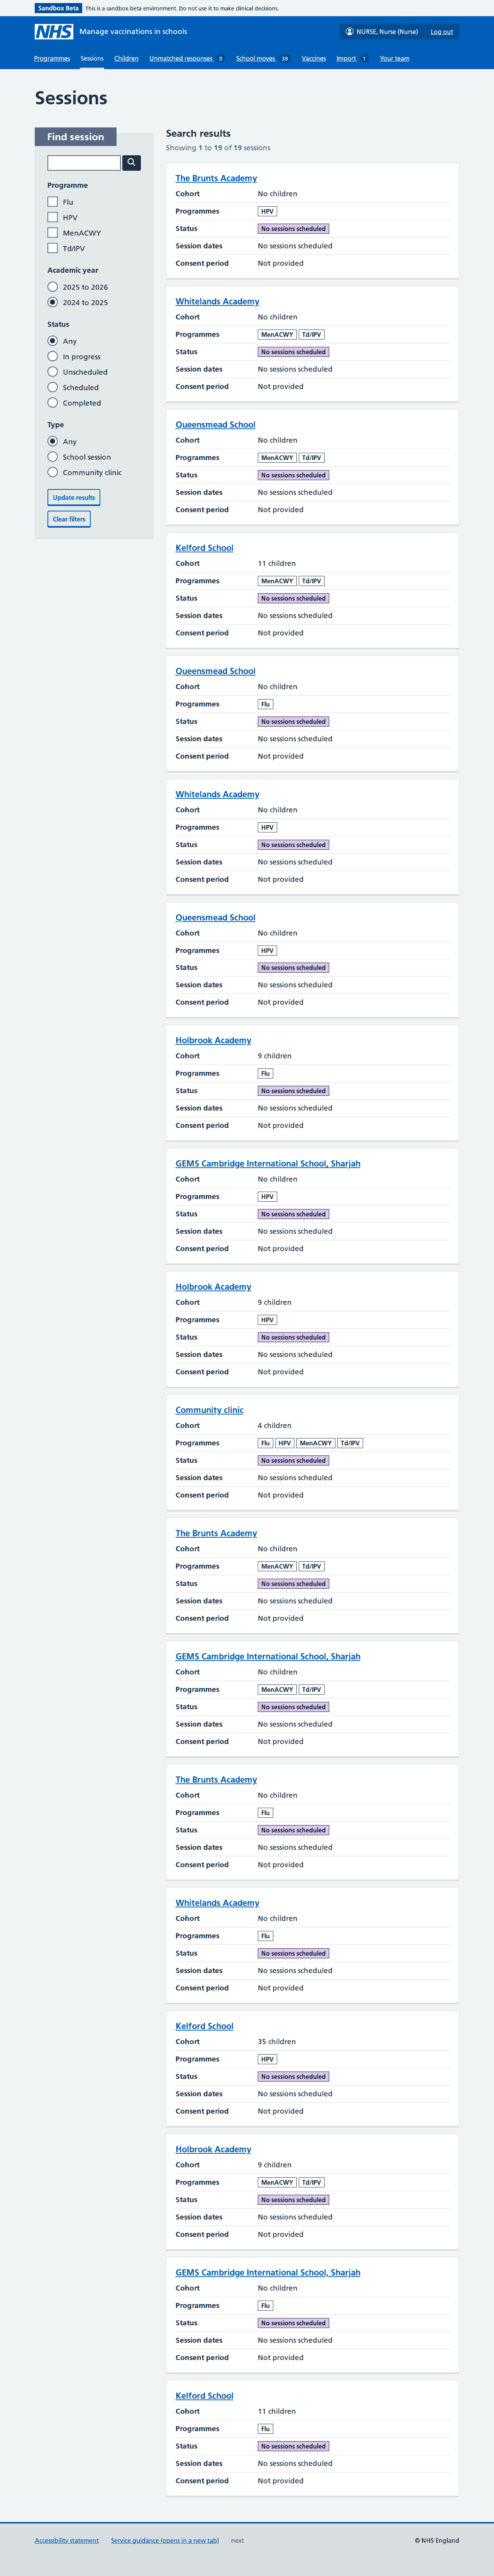 Sandbox Beta This is a sandbox-beta environment. Do not use it to make clinical decisions.
NHS Manage vaccinations in schools NURSE, Nurse (Nurse) Log out
Programmes Sessions Children Unmatched responses 0 School moves 39 Vaccines Import 1 Your team
Sessions
Find session
Programme
Flu
HPV
MenACWY
Td/IPV
Academic year
2025 to 2026
2024 to 2025
Status
Any
In progress
Unscheduled
Scheduled
Completed
Type
Any
School session
Community clinic
Update results
Clear filters
Search results
Showing 1 to 19 of 19 sessions
The Brunts Academy
Cohort No children
Programmes HPV
Status No sessions scheduled
Session dates No sessions scheduled
Consent period Not provided
Whitelands Academy
Cohort No children
Programmes MenACWY Td/IPV
Status No sessions scheduled
Session dates No sessions scheduled
Consent period Not provided
Queensmead School
Cohort No children
Programmes MenACWY Td/IPV
Status No sessions scheduled
Session dates No sessions scheduled
Consent period Not provided
Kelford School
Cohort 11 children
Programmes MenACWY Td/IPV
Status No sessions scheduled
Session dates No sessions scheduled
Consent period Not provided
Queensmead School
Cohort No children
Programmes Flu
Status No sessions scheduled
Session dates No sessions scheduled
Consent period Not provided
Whitelands Academy
Cohort No children
Programmes HPV
Status No sessions scheduled
Session dates No sessions scheduled
Consent period Not provided
Queensmead School
Cohort No children
Programmes HPV
Status No sessions scheduled
Session dates No sessions scheduled
Consent period Not provided
Holbrook Academy
Cohort 9 children
Programmes Flu
Status No sessions scheduled
Session dates No sessions scheduled
Consent period Not provided
GEMS Cambridge International School, Sharjah
Cohort No children
Programmes HPV
Status No sessions scheduled
Session dates No sessions scheduled
Consent period Not provided
Holbrook Academy
Cohort 9 children
Programmes HPV
Status No sessions scheduled
Session dates No sessions scheduled
Consent period Not provided
Community clinic
Cohort 4 children
Programmes Flu HPV MenACWY Td/IPV
Status No sessions scheduled
Session dates No sessions scheduled
Consent period Not provided
The Brunts Academy
Cohort No children
Programmes MenACWY Td/IPV
Status No sessions scheduled
Session dates No sessions scheduled
Consent period Not provided
GEMS Cambridge International School, Sharjah
Cohort No children
Programmes MenACWY Td/IPV
Status No sessions scheduled
Session dates No sessions scheduled
Consent period Not provided
The Brunts Academy
Cohort No children
Programmes Flu
Status No sessions scheduled
Session dates No sessions scheduled
Consent period Not provided
Whitelands Academy
Cohort No children
Programmes Flu
Status No sessions scheduled
Session dates No sessions scheduled
Consent period Not provided
Kelford School
Cohort 35 children
Programmes HPV
Status No sessions scheduled
Session dates No sessions scheduled
Consent period Not provided
Holbrook Academy
Cohort 9 children
Programmes MenACWY Td/IPV
Status No sessions scheduled
Session dates No sessions scheduled
Consent period Not provided
GEMS Cambridge International School, Sharjah
Cohort No children
Programmes Flu
Status No sessions scheduled
Session dates No sessions scheduled
Consent period Not provided
Kelford School
Cohort 11 children
Programmes Flu
Status No sessions scheduled
Session dates No sessions scheduled
Consent period Not provided
Accessibility statement Service guidance (opens in a new tab) next © NHS England